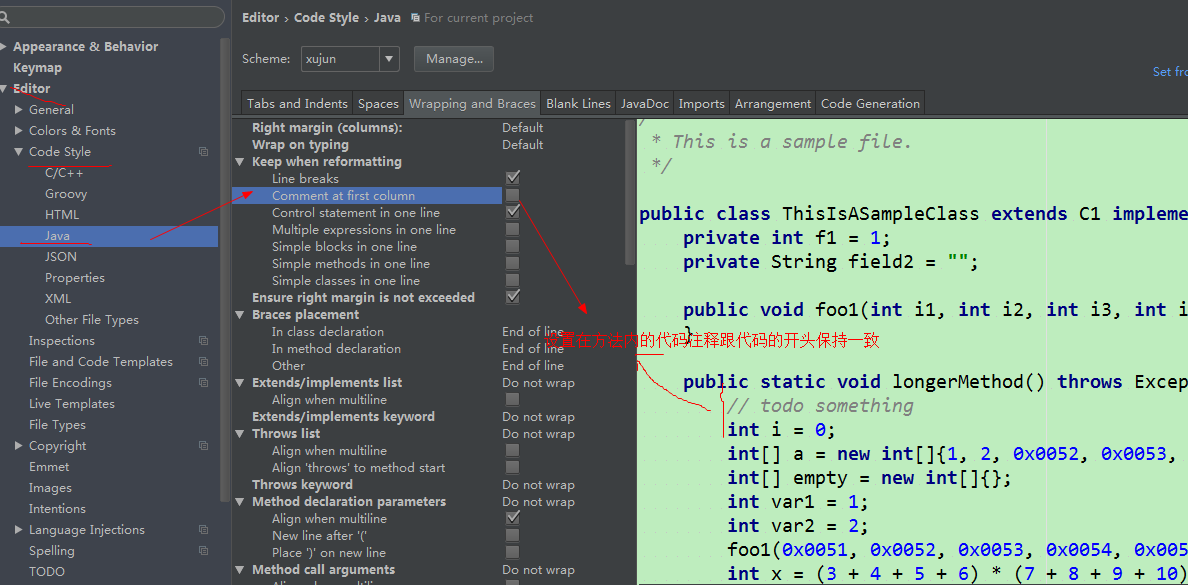 Editor › Code Style › Java For current project
Scheme: xujun Manage...
Set fro
Appearance & Behavior
Keymap
Editor
General
Colors & Fonts
Code Style
C/C++
Groovy
HTML
Java
JSON
Properties
XML
Other File Types
Inspections
File and Code Templates
File Encodings
Live Templates
File Types
Copyright
Emmet
Images
Intentions
Language Injections
Spelling
TODO
Tabs and Indents Spaces Wrapping and Braces Blank Lines JavaDoc Imports Arrangement Code Generation
Right margin (columns): Default
Wrap on typing Default
Keep when reformatting
Line breaks
Comment at first column
Control statement in one line
Multiple expressions in one line
Simple blocks in one line
Simple methods in one line
Simple classes in one line
Ensure right margin is not exceeded
Braces placement
In class declaration End of line
In method declaration End of line
Other End of line
Extends/implements list Do not wrap
Align when multiline
Extends/implements keyword Do not wrap
Throws list Do not wrap
Align when multiline
Align 'throws' to method start
Throws keyword Do not wrap
Method declaration parameters Do not wrap
Align when multiline
New line after '('
Place ')' on new line
Method call arguments Do not wrap
* This is a sample file.
*/
public class ThisIsASampleClass extends C1 impleme
private int f1 = 1;
private String field2 = "";
public void foo1(int i1, int i2, int i3, int i
}
置在方法内的代码注释跟代码的开头保持一致
public static void longerMethod() throws Excep
// todo something
int i = 0;
int[] a = new int[]{1, 2, 0x0052, 0x0053,
int[] empty = new int[]{};
int var1 = 1;
int var2 = 2;
foo1(0x0051, 0x0052, 0x0053, 0x0054, 0x005
int x = (3 + 4 + 5 + 6) * (7 + 8 + 9 + 10)